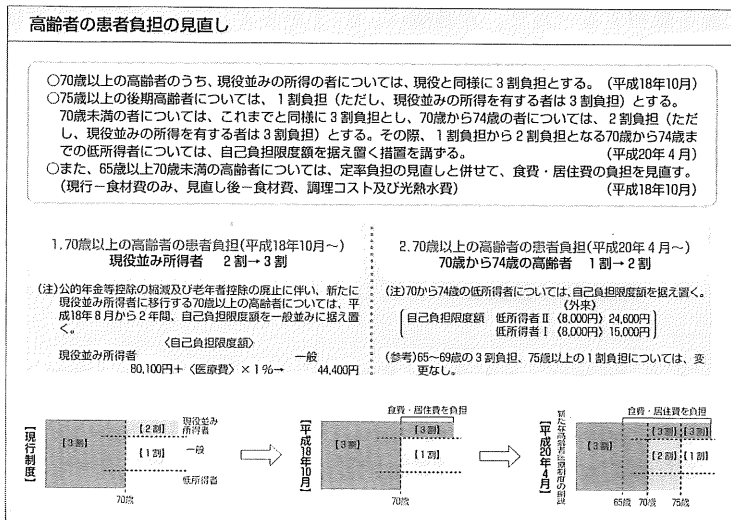 高齢者の患者負担の見直し
○70歳以上の高齢者のうち、現役並みの所得の者については、現役と同様に3割負担とする。（平成18年10月）
○75歳以上の後期高齢者については、1割負担（ただし、現役並みの所得を有する者は3割負担）とする。
70歳未満の者については、これまでと同様に3割負担とし、70歳から74歳の者については、2割負担（ただ
し、現役並みの所得を有する者は3割負担）とする。その際、1割負担から2割負担となる70歳から74歳ま
での低所得者については、自己負担限度額を据え置く措置を講ずる。（平成20年4月）
○また、65歳以上70歳未満の高齢者については、定率負担の見直しと併せて、食費・居住費の負担を見直す。
（現行－食材費のみ、見直し後－食材費、調理コスト及び光熱水費）（平成18年10月）
1.70歳以上の高齢者の患者負担(平成18年10月～)
現役並み所得者 2割→3割
(注)公的年金等控除の縮減及び老年者控除の廃止に伴い、新たに
現役並み所得者に移行する70歳以上の高齢者については、平
成18年8月から2年間、自己負担限度額を一般並みに据え置
く。
〈自己負担限度額〉
現役並み所得者 一般
80,100円＋〈医療費〉×1％→ 44,400円
2.70歳以上の高齢者の患者負担(平成20年4月～)
70歳から74歳の高齢者 1割→2割
(注)70から74歳の低所得者については、自己負担限度額を据え置く。
〈外来〉
自己負担限度額 低所得者Ⅱ〈8,000円〉24,600円
低所得者Ⅰ〈8,000円〉15,000円
(参考)65～69歳の3割負担、75歳以上の1割負担については、変
更なし。
【現行制度】
【3割】
【2割】
【1割】
現役並み
所得者
一般
低所得者
70歳
【平成18年10月】
食費・居住費を負担
【3割】
【3割】
【1割】
70歳
新たな高齢者医療制度の創設
【平成20年4月】
食費・居住費を負担
【3割】
【3割】
【3割】
【2割】
【1割】
65歳 70歳 75歳